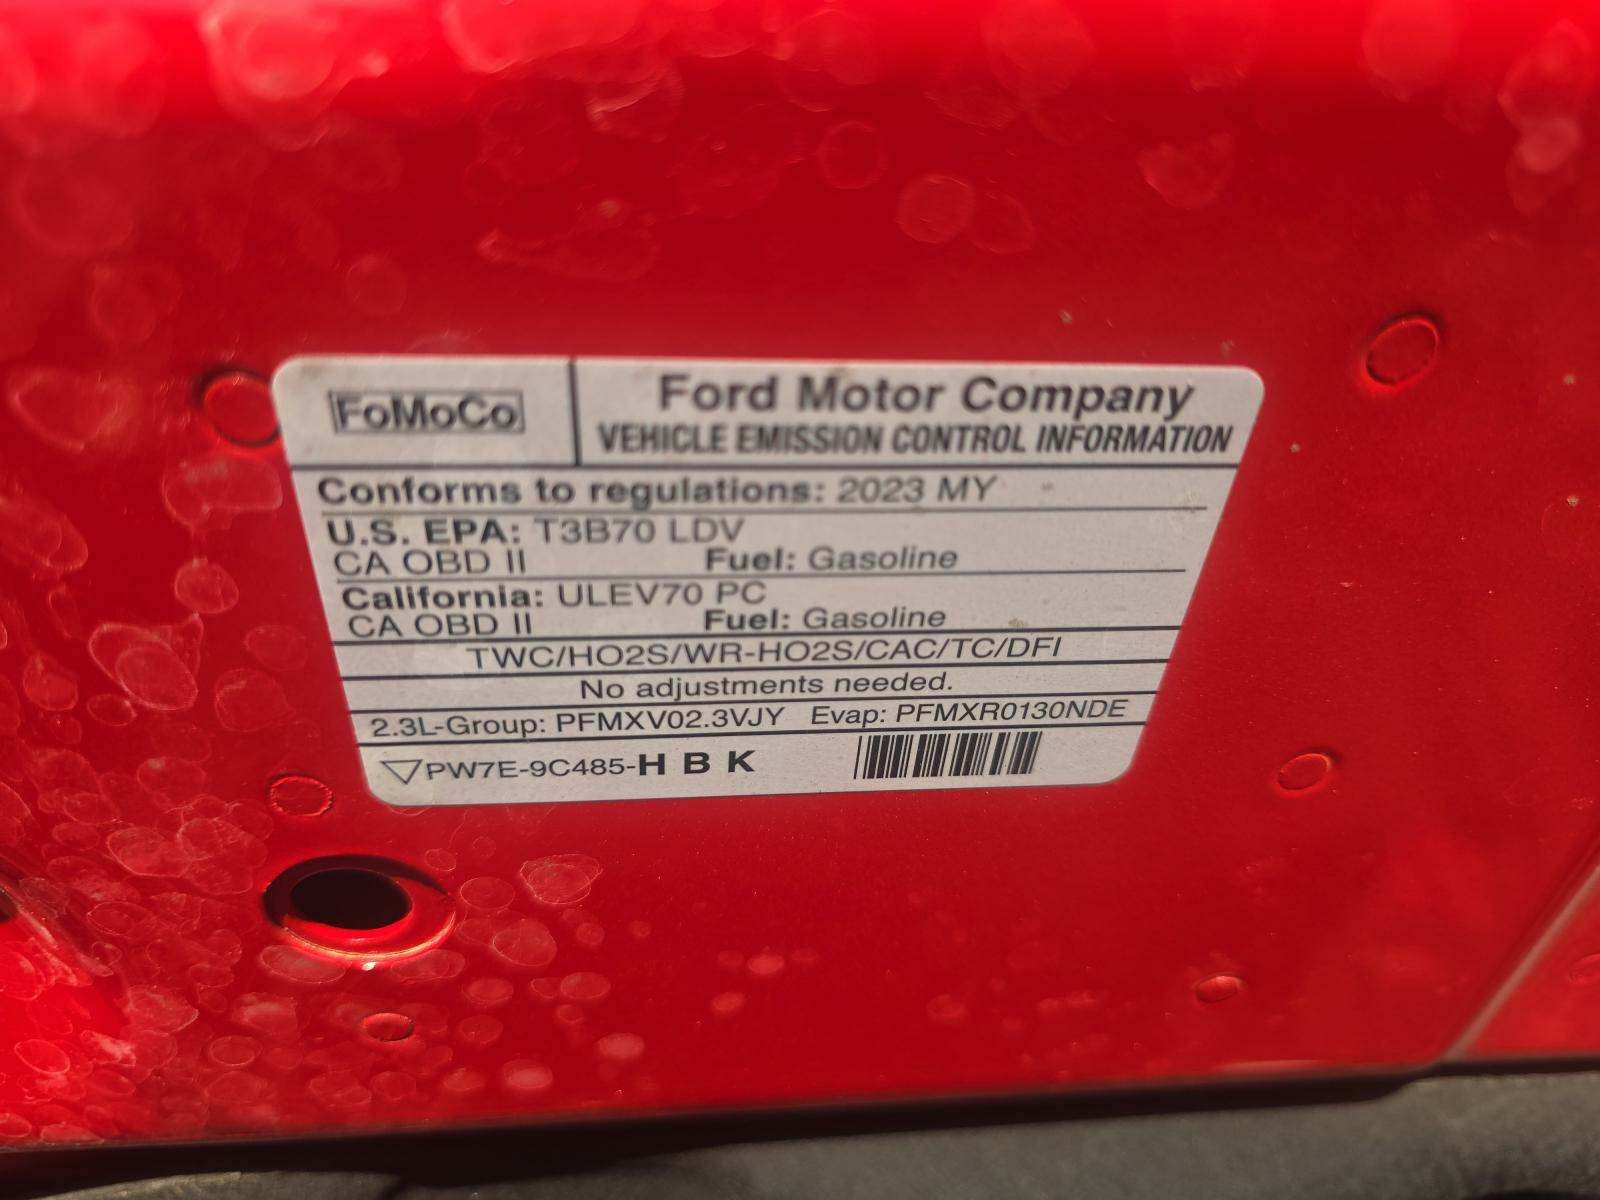 FoMoCo
Ford Motor Company
VEHICLE EMISSION CONTROL INFORMATION
Conforms to regulations: 2023 MY
U.S. EPA: T3B70 LDV
CA OBD II Fuel: Gasoline
California: ULEV70 PC
CA OBD II Fuel: Gasoline
TWC/HO2S/WR-HO2S/CAC/TC/DFI
No adjustments needed.
2.3L-Group: PFMXV02.3VJY Evap: PFMXR0130NDE
PW7E-9C485-H B K